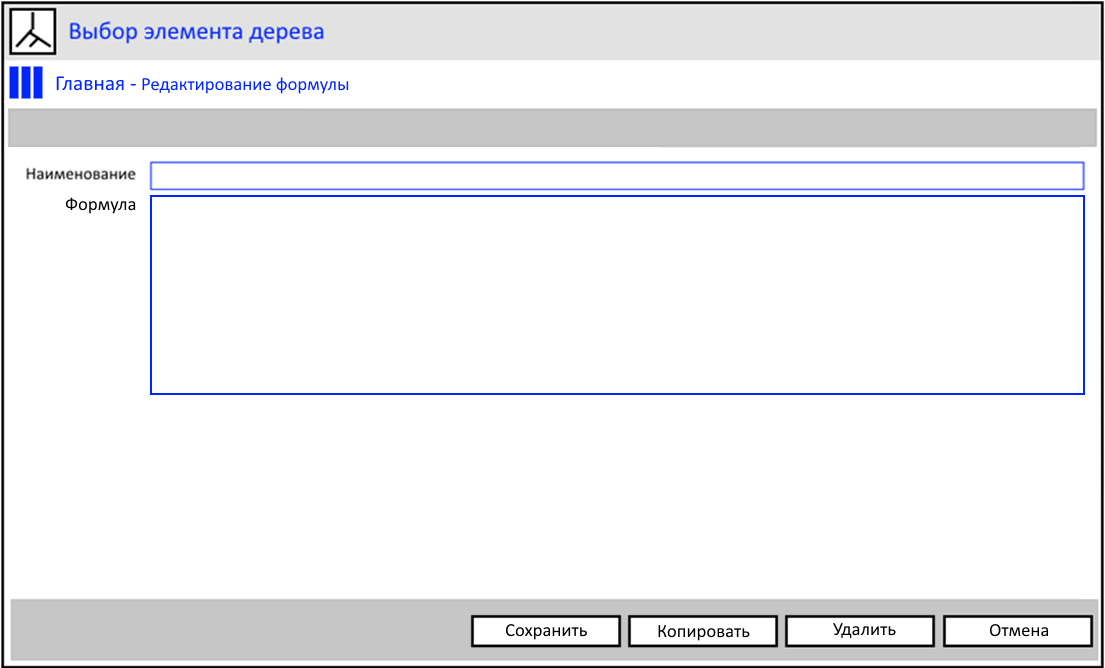 Выбор элемента дерева
Главная - Редактирование формулы
Наименование
Формула
Сохранить Копировать Удалить Отмена